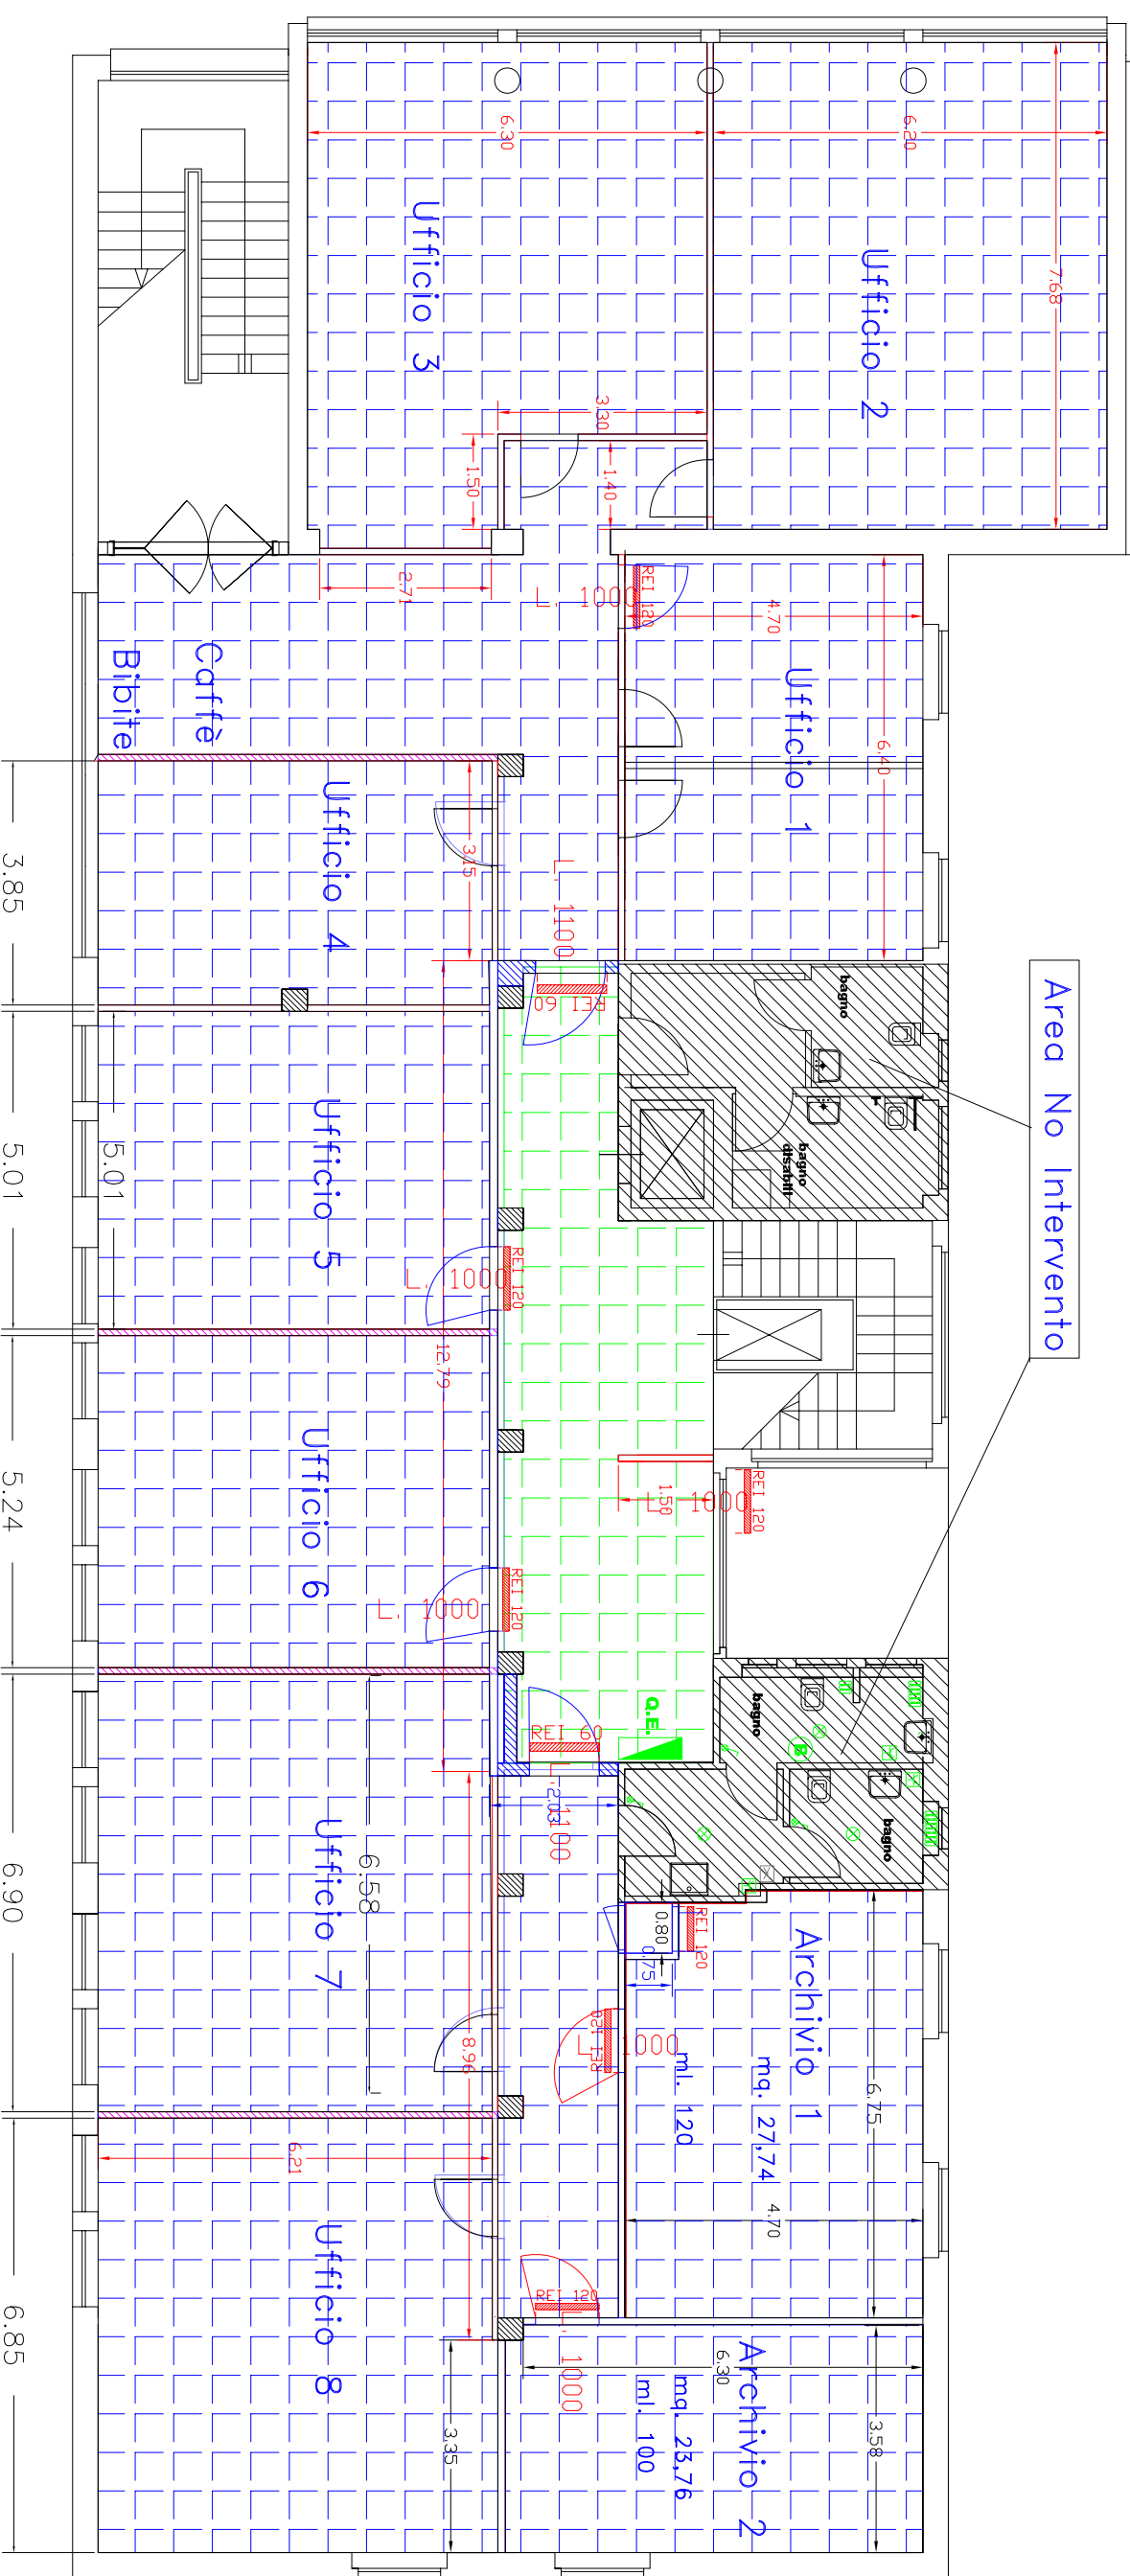 6.30
6.20
7.68
Ufficio 3
Ufficio 2
3.30
1.50
1.40
2.71
L. 1000
REI 120
4.70
Ufficio 1
6.40
Caffè
Bibite
Ufficio 4
3.15
L. 1100
REI 60
3.85
bagno
bagno
disabili
Area No Intervento
5.01
5.01
Ufficio 5
L. 1000
REI 120
12.79
5.24
Ufficio 6
L. 1000
REI 120
1.50
L. 1000
REI 120
Q.E.
REI 60
L. 1100
2.03
bagno
B
bagno
6.90
6.58
Ufficio 7
8.96
0.80
0.75
REI 120
REI 120
L. 1000
Archivio 1
mq. 27,74
ml. 120
6.75
4.70
6.21
6.85
Ufficio 8
3.35
REI 120
L. 1000
Archivio 2
mq. 23,76
ml. 100
6.30
3.58